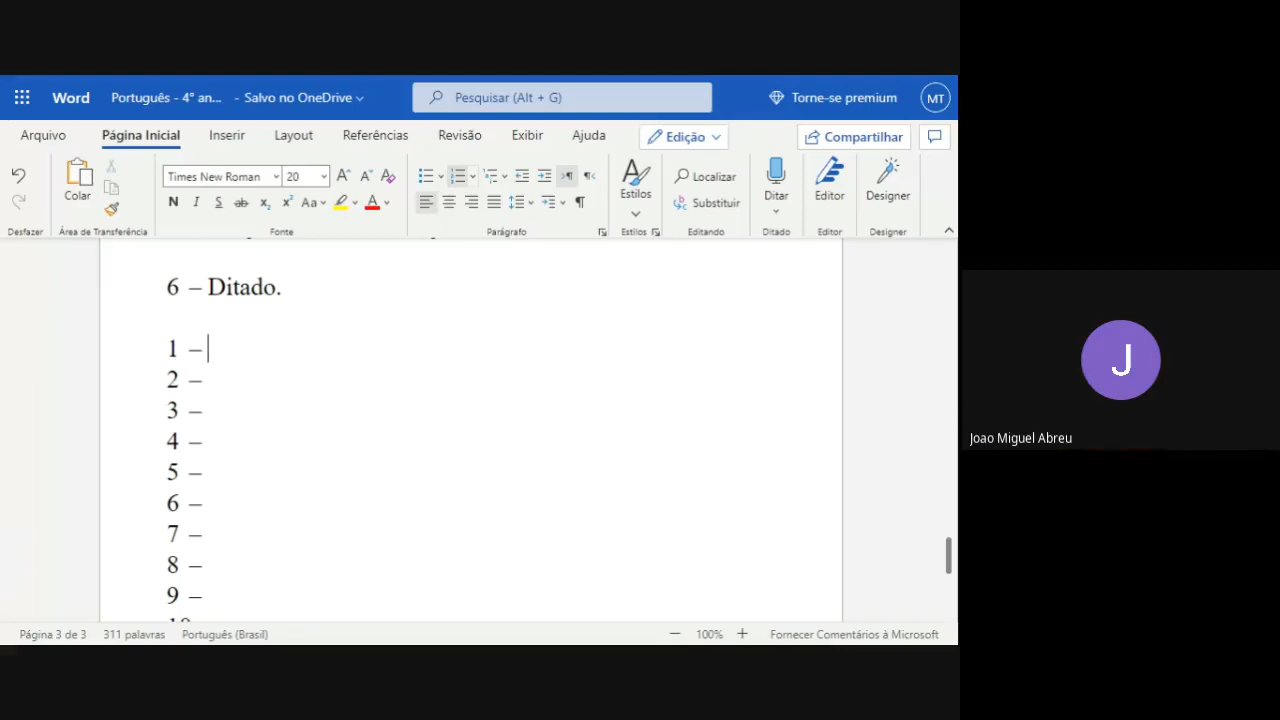 Word Português - 4° an... - Salvo no OneDrive Pesquisar (Alt + G) Torne-se premium MT
Arquivo Página Inicial Inserir Layout Referências Revisão Exibir Ajuda Edição Compartilhar
Colar Times New Roman 20 A A A Estilos Localizar Ditar Editor Designer
N I S ab x₂ x² Aa A Substituir
Desfazer Área de Transferência Fonte Parágrafo Estilos Editando Ditado Editor Designer
6 – Ditado.
1 –
2 –
3 –
4 –
5 –
6 –
7 –
8 –
9 –
J
Joao Miguel Abreu
Página 3 de 3 311 palavras Português (Brasil) 100% Fornecer Comentários à Microsoft